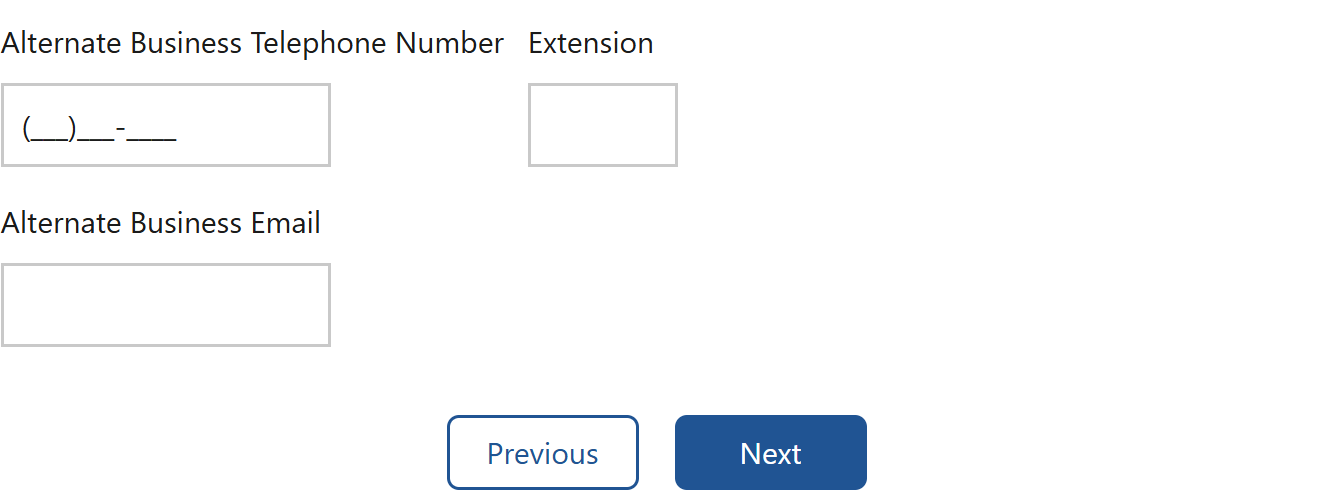 Alternate Business Telephone Number Extension
(___)___-____
Alternate Business Email
Previous Next